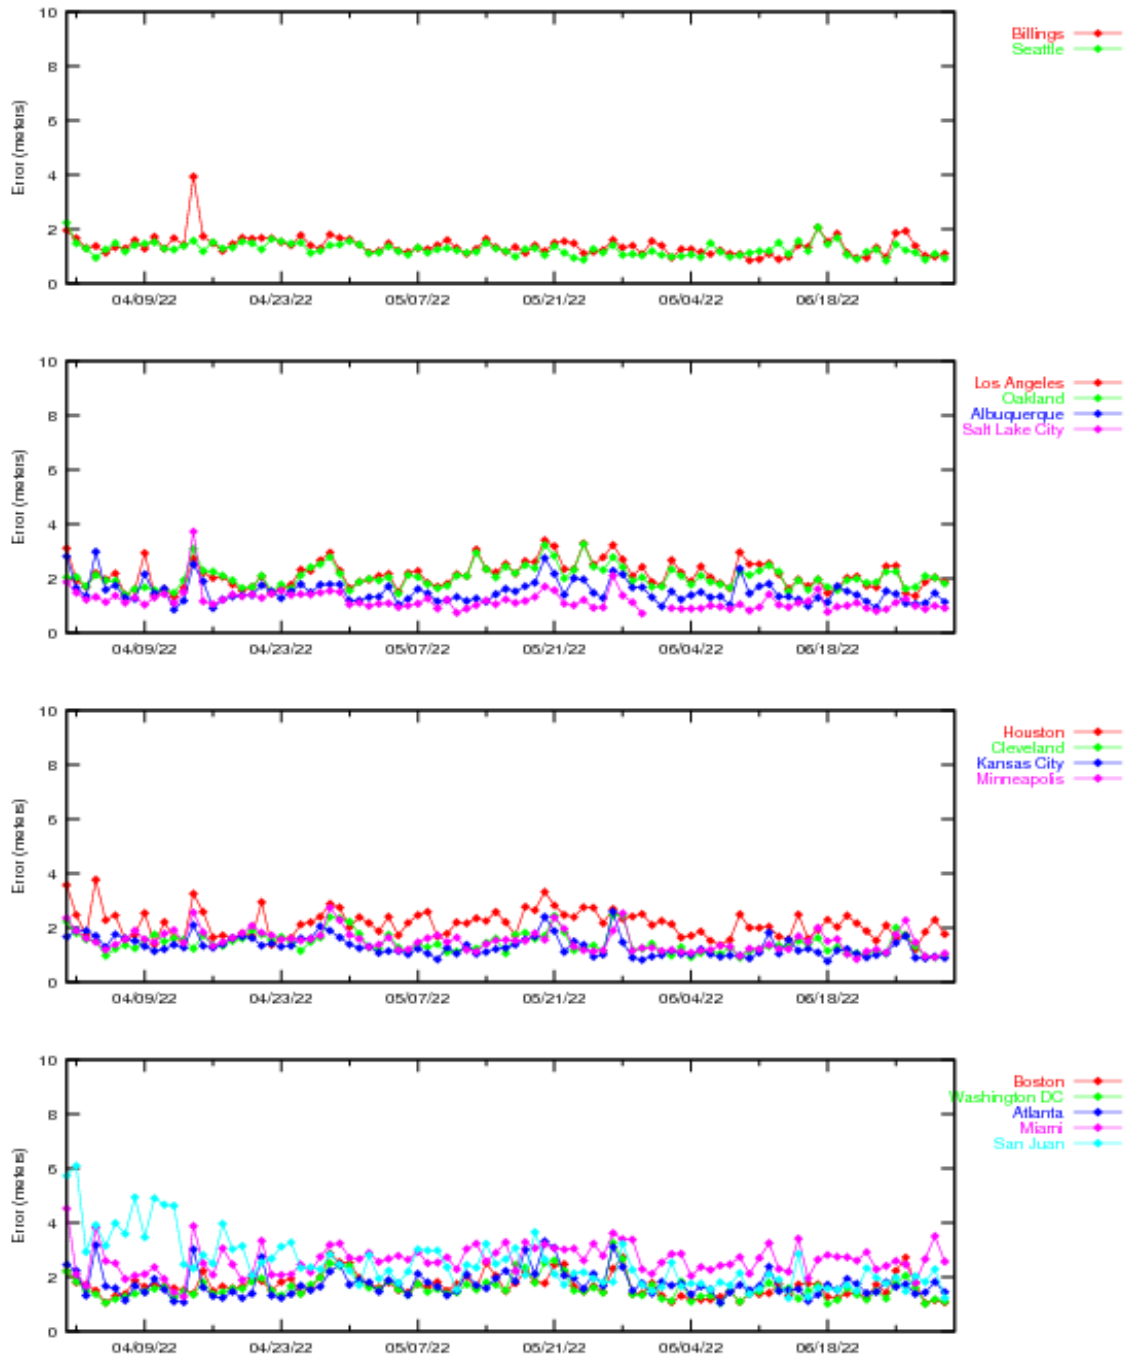 10
8
6
4
2
0
Error (meters)
04/09/22 04/23/22 05/07/22 05/21/22 06/04/22 06/18/22
Billings
Seattle
10
8
6
4
2
0
Error (meters)
04/09/22 04/23/22 05/07/22 05/21/22 06/04/22 06/18/22
Los Angeles
Oakland
Albuquerque
Salt Lake City
10
8
6
4
2
0
Error (meters)
04/09/22 04/23/22 05/07/22 05/21/22 06/04/22 06/18/22
Houston
Cleveland
Kansas City
Minneapolis
10
8
6
4
2
0
Error (meters)
04/09/22 04/23/22 05/07/22 05/21/22 06/04/22 06/18/22
Boston
Washington DC
Atlanta
Miami
San Juan